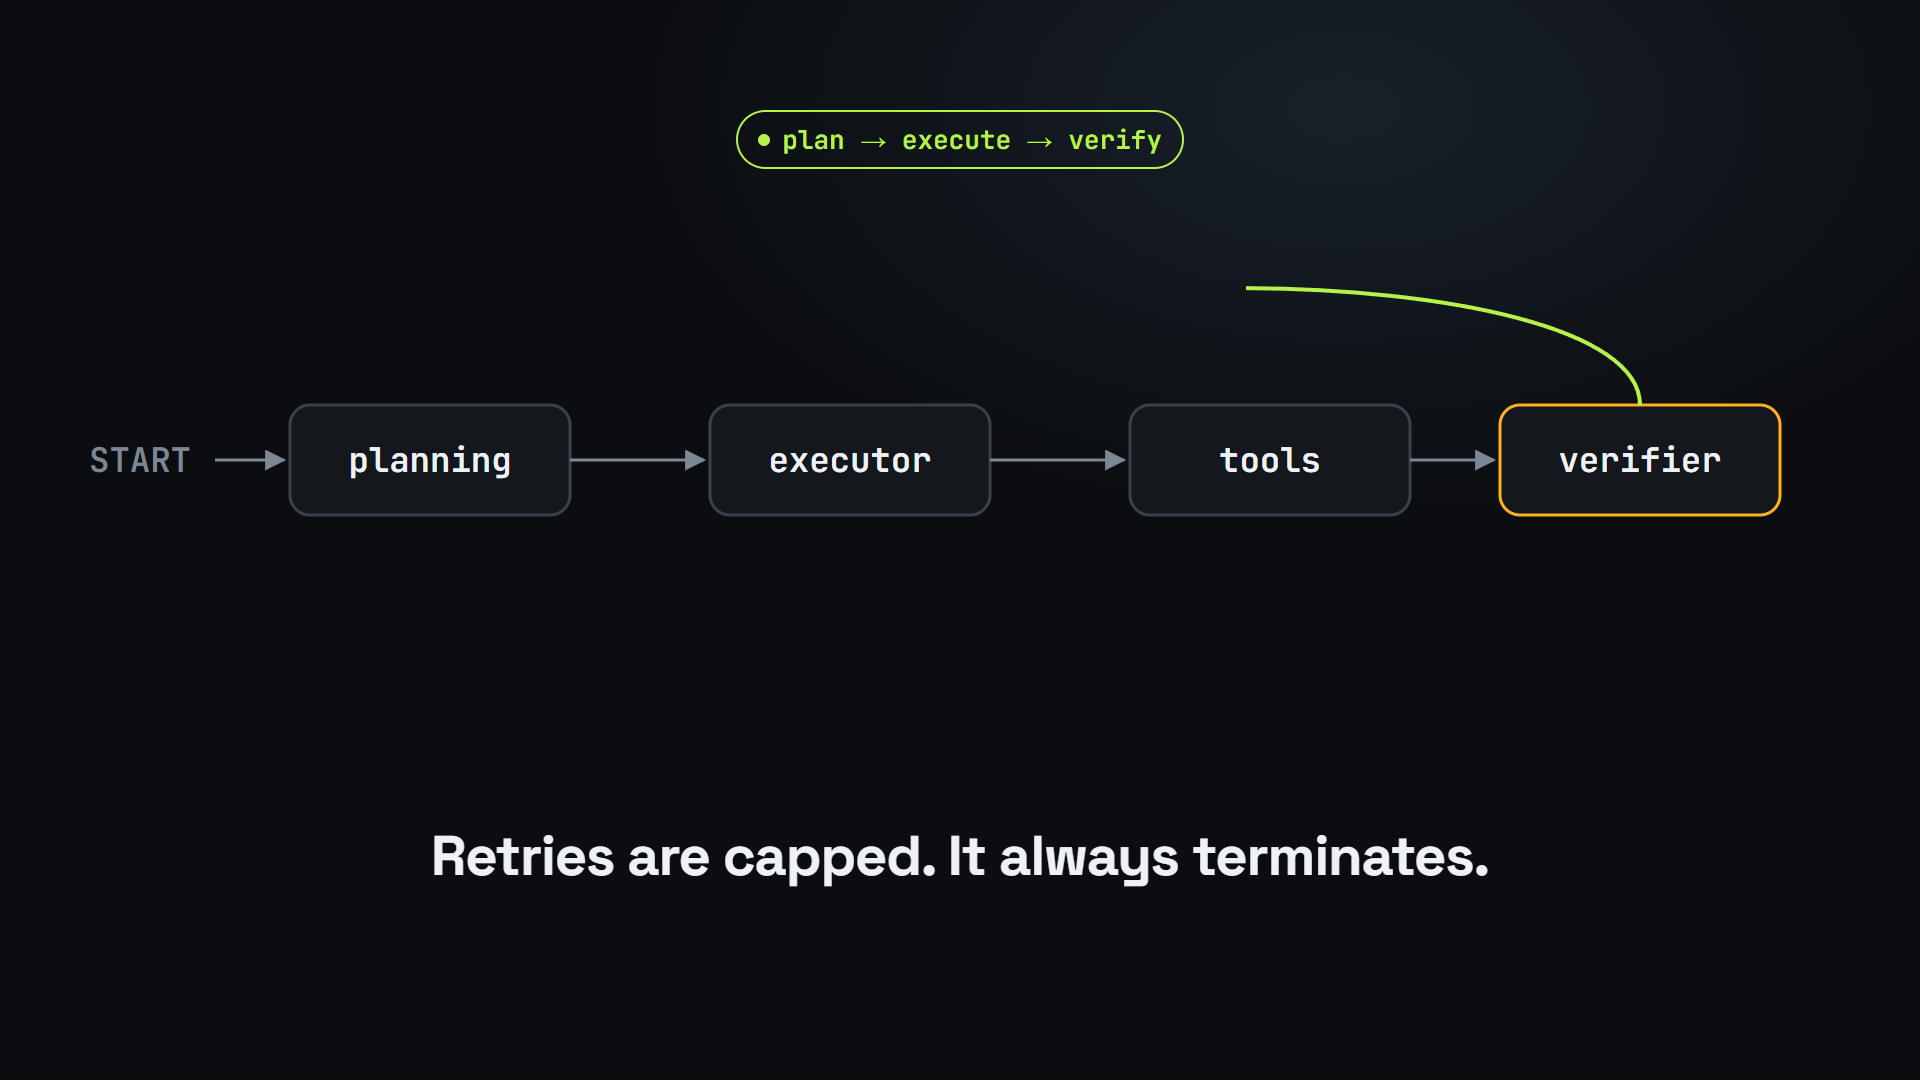 plan → execute → verify
START
planning
executor
tools
verifier
Retries are capped. It always terminates.